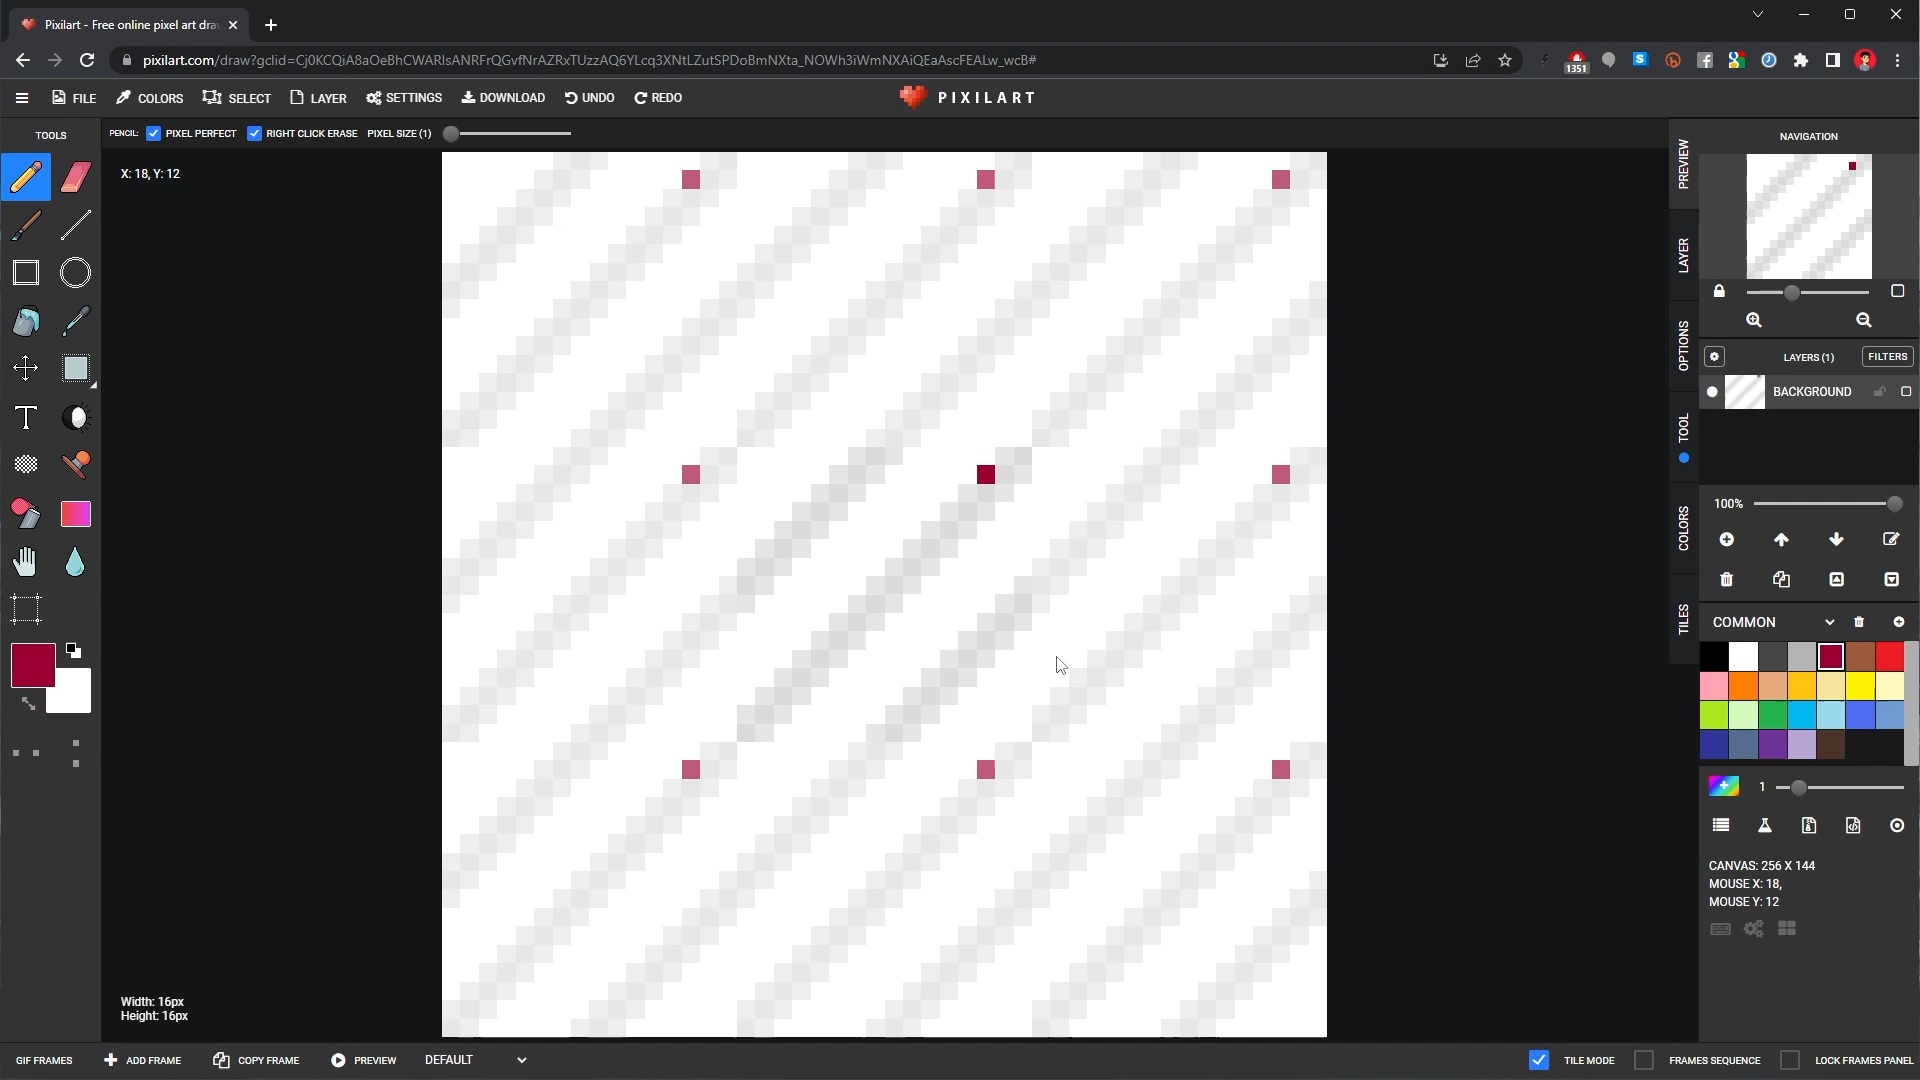 Pixilart - Free online pixel art dra
pixilart.com/draw?gclid=Cj0KCQiA8aOeBhCWARIsANRFrQGvfNrAZRxTUzzAQ6YLcq3XNtLZutSPDoBmNXta_NOWh3iWmNXAiQEaAscFEALw_wcB#
1351
FILE COLORS SELECT LAYER SETTINGS DOWNLOAD UNDO REDO PIXILART
TOOLS PENCIL: PIXEL PERFECT RIGHT CLICK ERASE PIXEL SIZE (1)
NAVIGATION
X: 18, Y: 12
PREVIEW
LAYER
OPTIONS
TOOL
COLORS
TILES
LAYERS (1) FILTERS
BACKGROUND
100%
COMMON
1
CANVAS: 256 X 144
MOUSE X: 18,
MOUSE Y: 12
Width: 16px
Height: 16px
GIF FRAMES ADD FRAME COPY FRAME PREVIEW DEFAULT TILE MODE FRAMES SEQUENCE LOCK FRAMES PANEL